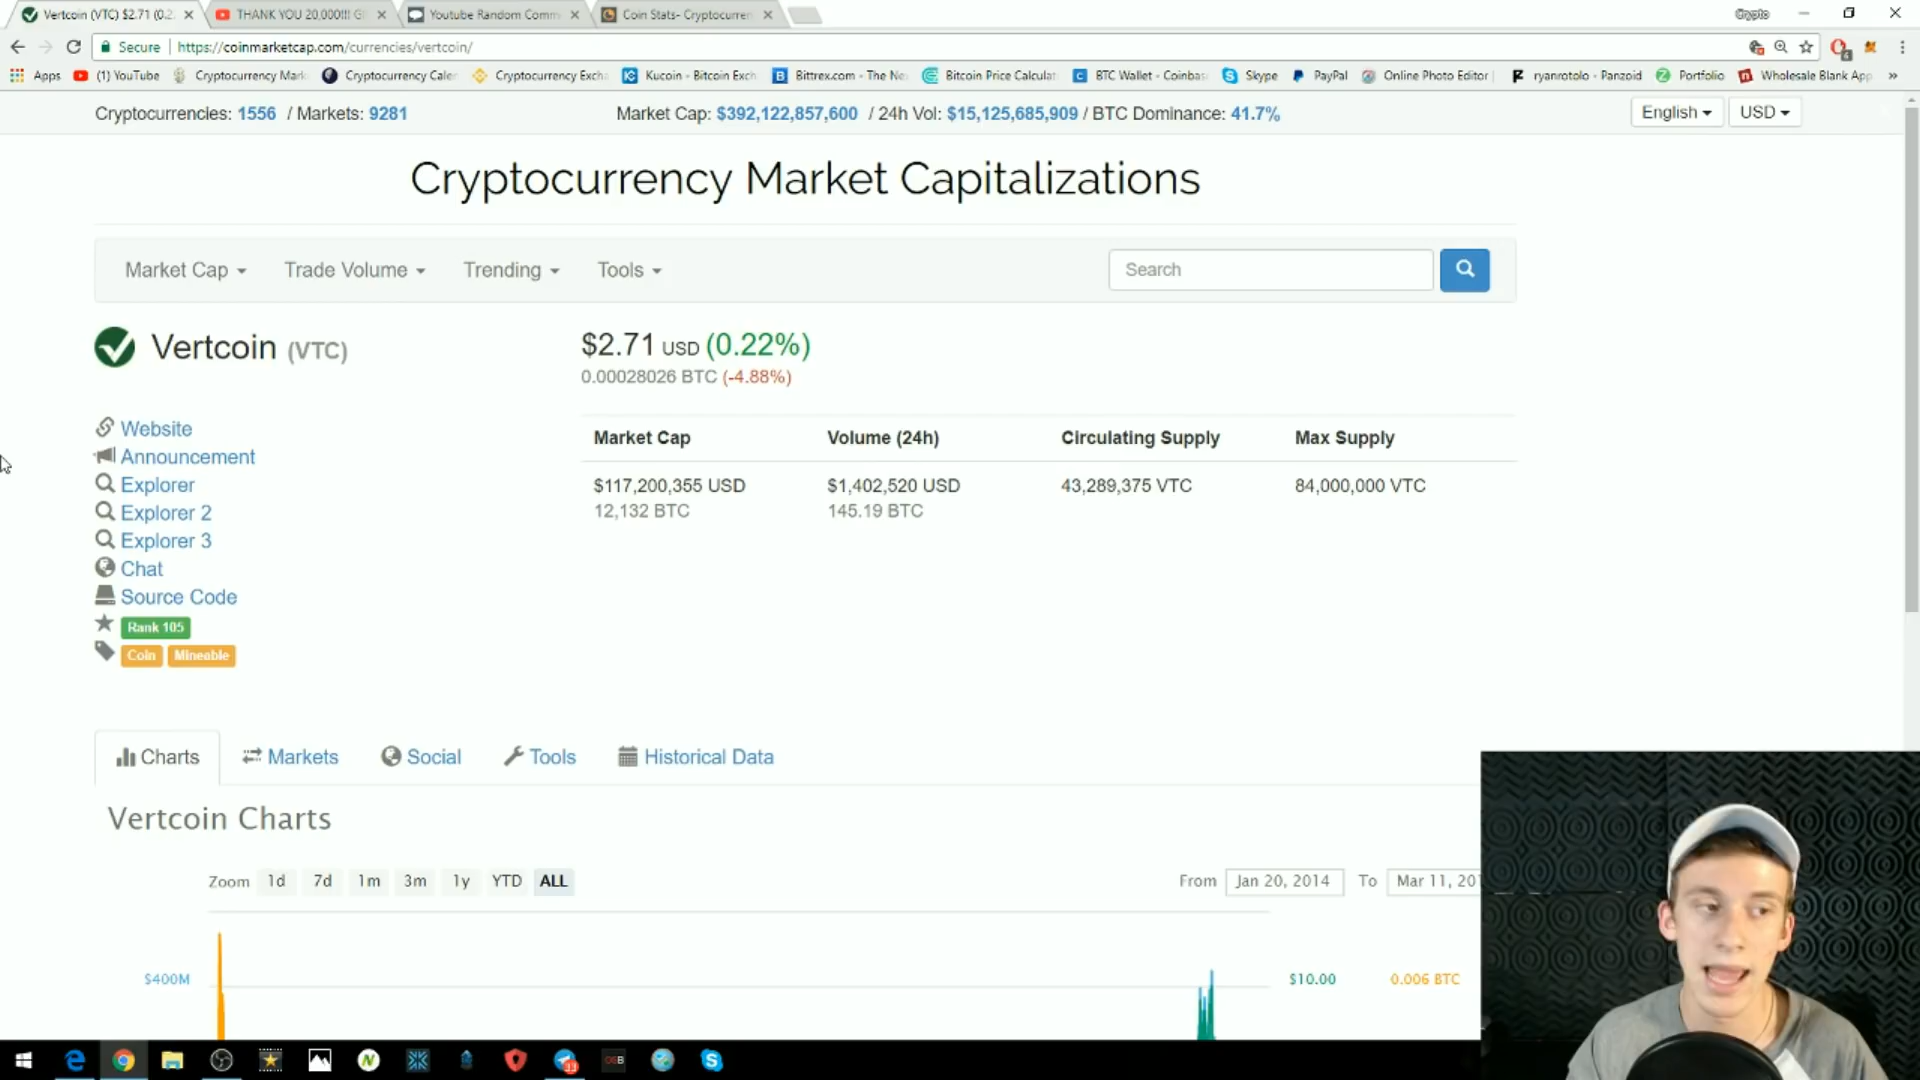 Vertcoin (VTC) $2.71 (0.2
THANK YOU 20,000!!! GI
Youtube Random Comm
Coin Stats- Cryptocurren
Crypto
Secure
https://coinmarketcap.com/currencies/vertcoin/
Apps
(1) YouTube
Cryptocurrency Mark
Cryptocurrency Caler
Cryptocurrency Excha
Kucoin - Bitcoin Exch
Bittrex.com - The Ne
Bitcoin Price Calculat
BTC Wallet - Coinbas
Skype
PayPal
Online Photo Editor |
ryanrotolo - Panzoid
Portfolio
Wholesale Blank App
Cryptocurrencies: 1556 / Markets: 9281
Market Cap: $392,122,857,600 / 24h Vol: $15,125,685,909 / BTC Dominance: 41.7%
English
USD
Cryptocurrency Market Capitalizations
Market Cap
Trade Volume
Trending
Tools
Search
Vertcoin (VTC)
$2.71 USD (0.22%)
0.00028026 BTC (-4.88%)
Website
Announcement
Explorer
Explorer 2
Explorer 3
Chat
Source Code
Rank 105
Coin Mineable
Market Cap Volume (24h) Circulating Supply Max Supply
$117,200,355 USD $1,402,520 USD 43,289,375 VTC 84,000,000 VTC
12,132 BTC 145.19 BTC
Charts Markets Social Tools Historical Data
Vertcoin Charts
Zoom 1d 7d 1m 3m 1y YTD ALL
From Jan 20, 2014 To Mar 11, 20
$400M
$10.00
0.006 BTC